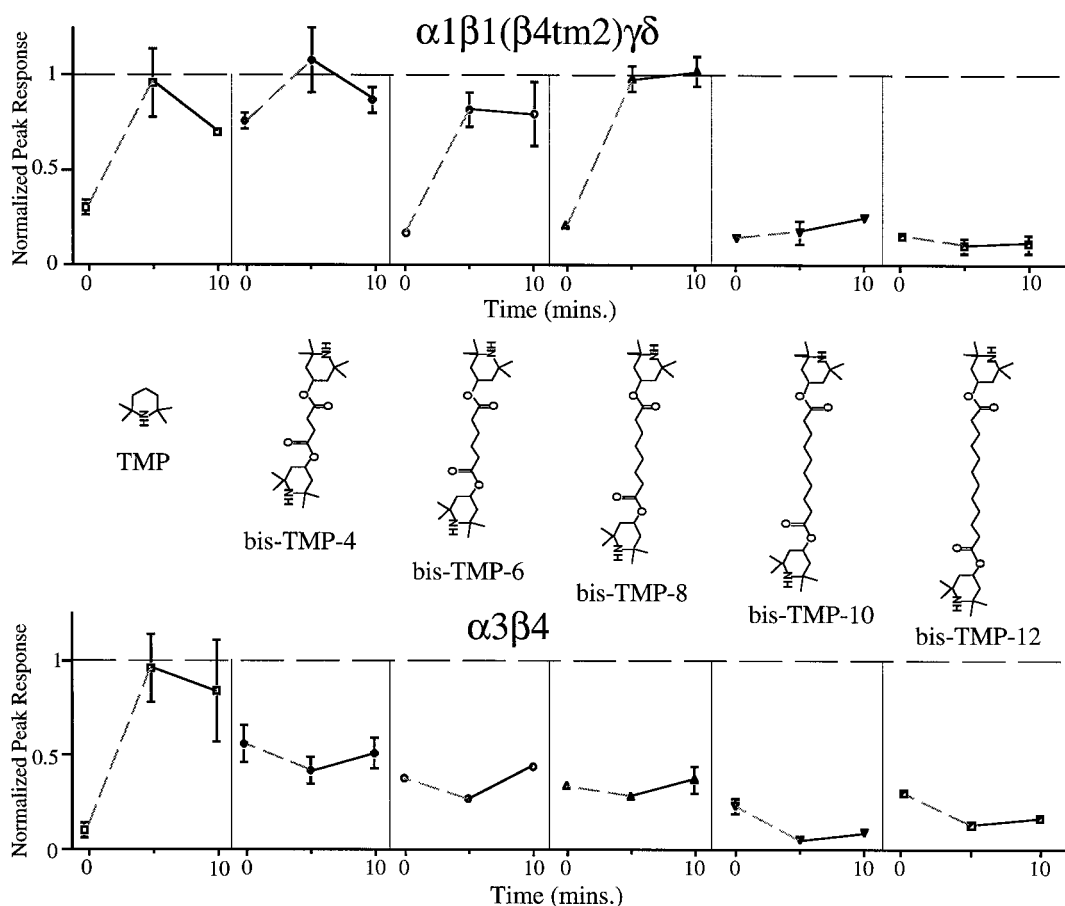 α1β1(β4tm2)γδ
Normalized Peak Response
1
0.5
0
0 10 0 10 0 10 0 10 0 10 0 10
Time (mins.)
TMP
bis-TMP-4
bis-TMP-6
bis-TMP-8
bis-TMP-10
bis-TMP-12
N H
N H O O O O N H
N H O O O O N H
N H O O O O N H
N H O O O O N H
N H O O O O N H
α3β4
Normalized Peak Response
1
0.5
0
0 10 0 10 0 10 0 10 0 10 0 10
Time (mins.)